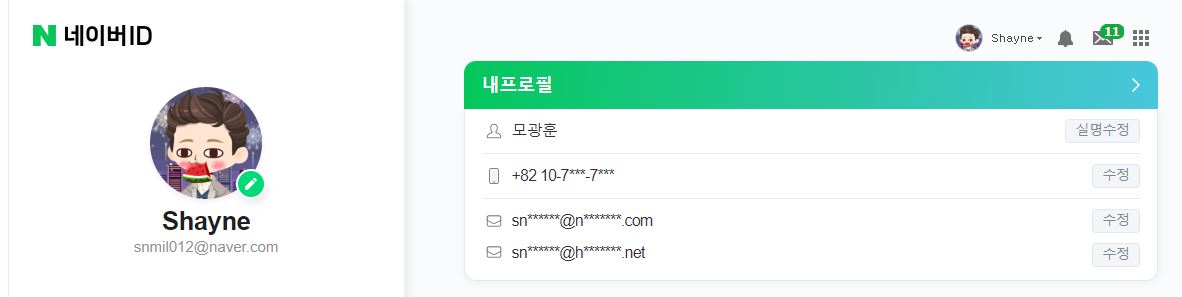 네이버ID
Shayne
snmil012@naver.com
Shayne
11
내프로필
모광훈
실명수정
+82 10-7***-7***
수정
sn******@n*******.com
수정
sn******@h*******.net
수정